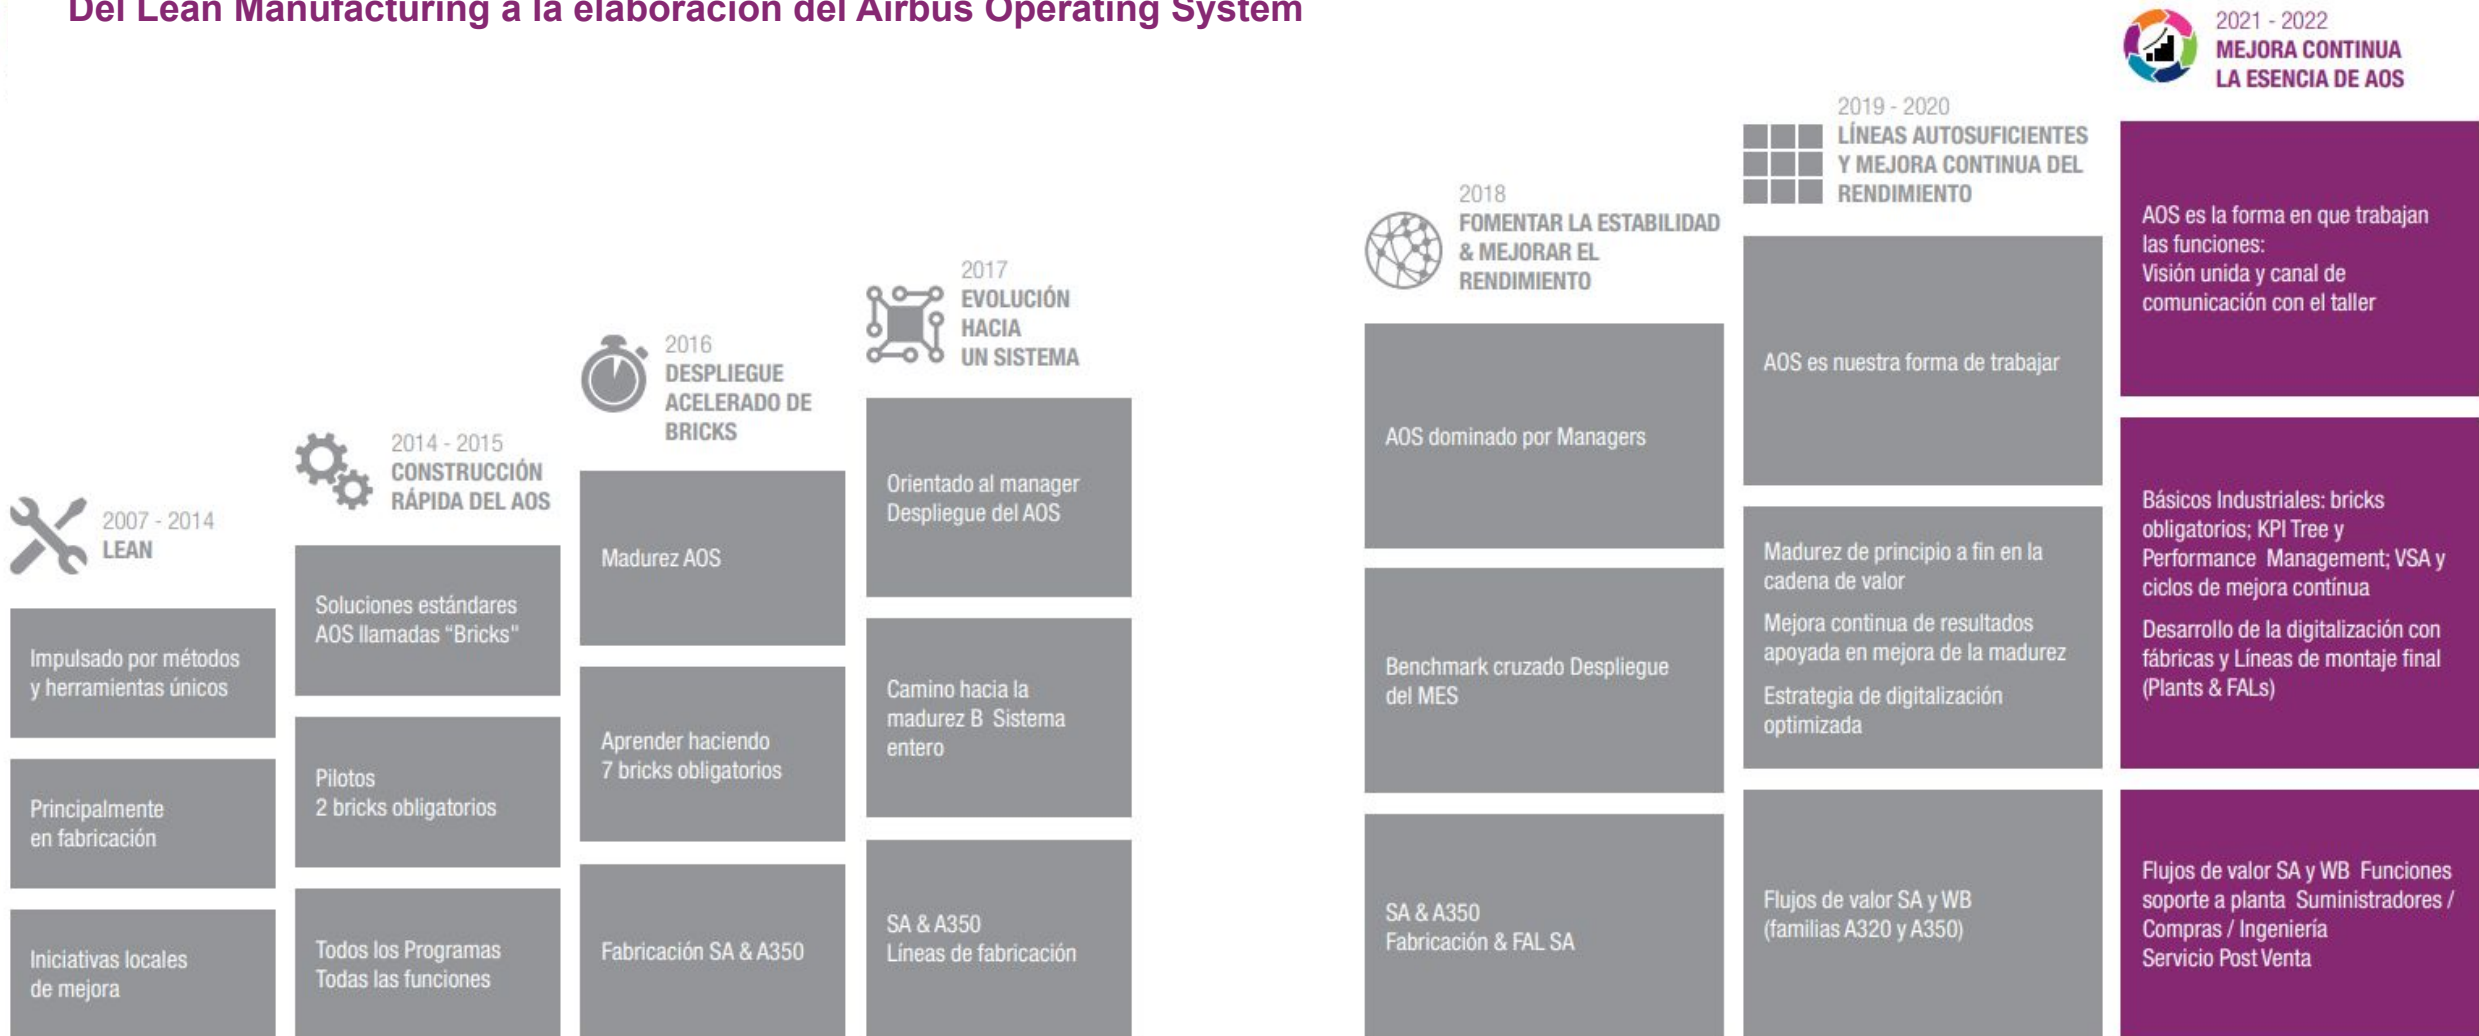 Del Lean Manufacturing a la elaboración del Airbus Operating System
2007 - 2014
LEAN
Impulsado por métodos
y herramientas únicos
Principalmente
en fabricación
Iniciativas locales
de mejora
2014 - 2015
CONSTRUCCIÓN
RÁPIDA DEL AOS
Soluciones estándares
AOS llamadas “Bricks"
Pilotos
2 bricks obligatorios
Todos los Programas
Todas las funciones
2016
DESPLIEGUE
ACELERADO DE
BRICKS
Madurez AOS
Aprender haciendo
7 bricks obligatorios
Fabricación SA & A350
2017
EVOLUCIÓN
HACIA
UN SISTEMA
Orientado al manager
Despliegue del AOS
Camino hacia la
madurez B Sistema
entero
SA & A350
Líneas de fabricación
2018
FOMENTAR LA ESTABILIDAD
& MEJORAR EL
RENDIMIENTO
AOS dominado por Managers
Benchmark cruzado Despliegue
del MES
SA & A350
Fabricación & FAL SA
2019 - 2020
LÍNEAS AUTOSUFICIENTES
Y MEJORA CONTINUA DEL
RENDIMIENTO
AOS es nuestra forma de trabajar
Madurez de principio a fin en la
cadena de valor
Mejora continua de resultados
apoyada en mejora de la madurez
Estrategia de digitalización
optimizada
Flujos de valor SA y WB
(familias A320 y A350)
2021 - 2022
MEJORA CONTINUA
LA ESENCIA DE AOS
AOS es la forma en que trabajan
las funciones:
Visión unida y canal de
comunicación con el taller
Básicos Industriales: bricks
obligatorios; KPI Tree y
Performance Management; VSA y
ciclos de mejora contínua
Desarrollo de la digitalización con
fábricas y Líneas de montaje final
(Plants & FALs)
Flujos de valor SA y WB Funciones
soporte a planta Suministradores /
Compras / Ingeniería
Servicio Post Venta